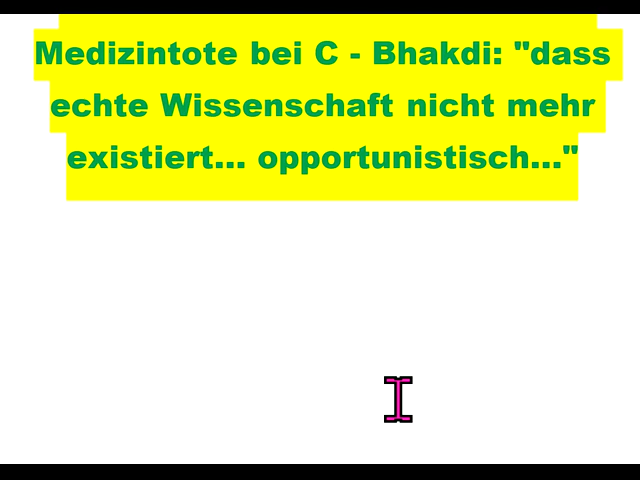 Medizintote bei C - Bhakdi: "dass
echte Wissenschaft nicht mehr
existiert... opportunistisch..."